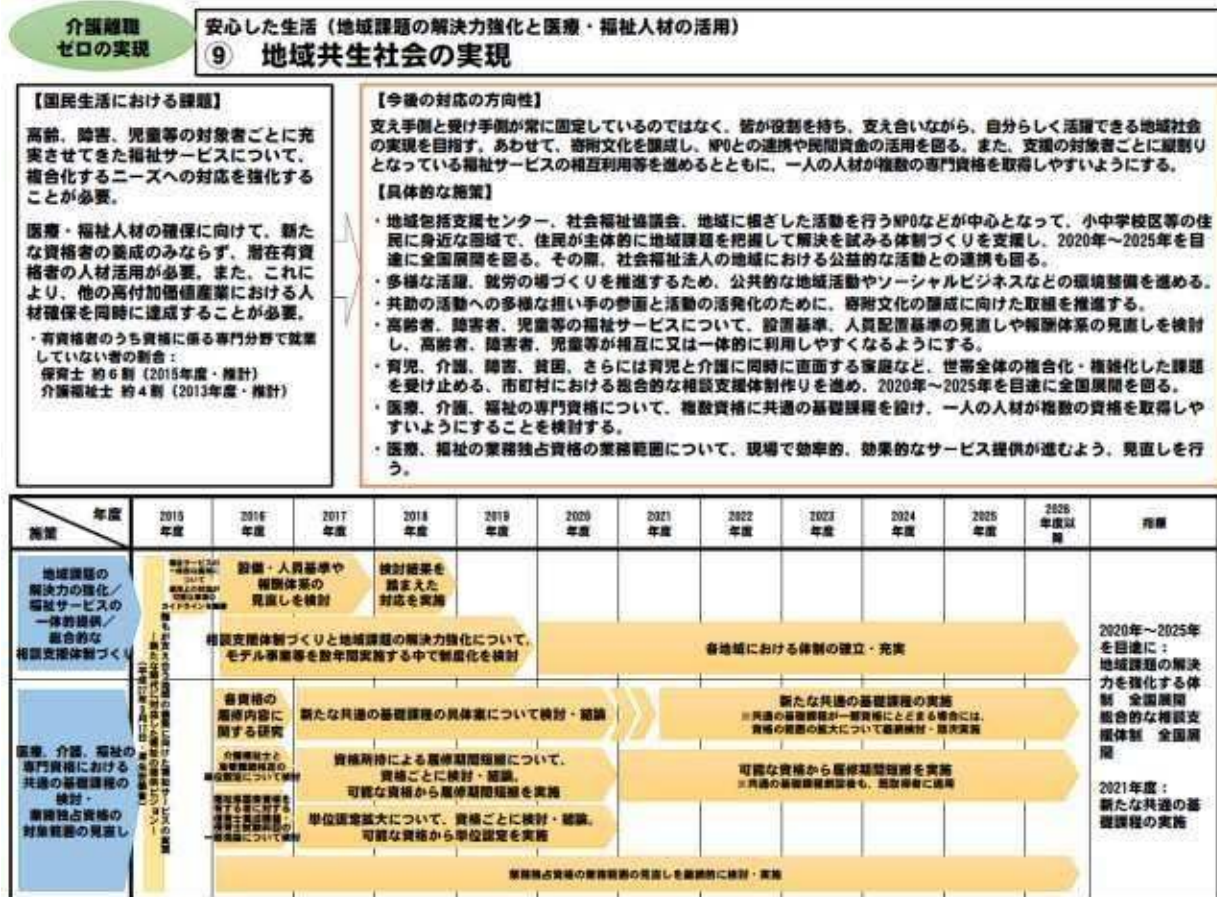 介護離職
ゼロの実現
安心した生活（地域課題の解決力強化と医療・福祉人材の活用）
⑨　地域共生社会の実現
【国民生活における課題】
高齢、障害、児童等の対象者ごとに充
実させてきた福祉サービスについて、
複合化するニーズへの対応を強化する
ことが必要。
医療・福祉人材の確保に向けて、新た
な資格者の養成のみならず、潜在有資
格者の人材活用が必要。また、これに
より、他の高付加価値産業における人
材確保を同時に達成することが必要。
・有資格者のうち資格に係る専門分野で就業
していない者の割合：
保育士 約６割（2015年度・推計）
介護福祉士 約４割（2013年度・推計）
【今後の対応の方向性】
支え手側と受け手側が常に固定しているのではなく、皆が役割を持ち、支え合いながら、自分らしく活躍できる地域社会
の実現を目指す。あわせて、寄附文化を醸成し、NPOとの連携や民間資金の活用を図る。また、支援の対象者ごとに縦割り
となっている福祉サービスの相互利用等を進めるとともに、一人の人材が複数の専門資格を取得しやすいようにする。
【具体的な施策】
・地域包括支援センター、社会福祉協議会、地域に根ざした活動を行うNPOなどが中心となって、小中学校区等の住
民に身近な圏域で、住民が主体的に地域課題を把握して解決を試みる体制づくりを支援し、2020年～2025年を目
途に全国展開を図る。その際、社会福祉法人の地域における公益的な活動との連携も図る。
・多様な活躍、就労の場づくりを推進するため、公共的な地域活動やソーシャルビジネスなどの環境整備を進める。
・共助の活動への多様な担い手の参画と活動の活発化のために、寄附文化の醸成に向けた取組を推進する。
・高齢者、障害者、児童等の福祉サービスについて、設置基準、人員配置基準の見直しや報酬体系の見直しを検討
し、高齢者、障害者、児童等が相互に又は一体的に利用しやすくなるようにする。
・育児、介護、障害、貧困、さらには育児と介護に同時に直面する家庭など、世帯全体の複合化・複雑化した課題
を受け止める、市町村における総合的な相談支援体制作りを進め、2020年～2025年を目途に全国展開を図る。
・医療、介護、福祉の専門資格について、複数資格に共通の基礎課程を設け、一人の人材が複数の資格を取得しや
すいようにすることを検討する。
・医療、福祉の業務独占資格の業務範囲について、現場で効率的、効果的なサービス提供が進むよう、見直しを行
う。
年度
施策
2015
年度
2016
年度
2017
年度
2018
年度
2019
年度
2020
年度
2021
年度
2022
年度
2023
年度
2024
年度
2025
年度
2026
年度以
降
指標
地域課題の
解決力の強化／
福祉サービスの
一体的提供／
総合的な
相談支援体制づくり
設備・人員基準や
報酬体系の
見直しを検討
検討結果を
踏まえた
対応を実施
相談支援体制づくりと地域課題の解決力強化について、
モデル事業等を数年間実施する中で制度化を検討
各地域における体制の確立・充実
医療、介護、福祉の
専門資格における
共通の基礎課程の
検討・
業務独占資格の
対象範囲の見直し
各資格の
履修内容に
関する研究
新たな共通の基礎課程の具体案について検討・結論
新たな共通の基礎課程の実施
※共通の基礎課程が一部資格にとどまる場合には、
資格の範囲の拡大について継続検討・順次実施
資格所持による履修期間短縮について、
資格ごとに検討・結論。
可能な資格から履修期間短縮を実施
可能な資格から履修期間短縮を実施
※共通の基礎課程創設後も、既取得者に適用
単位認定拡大について、資格ごとに検討・結論。
可能な資格から単位認定を実施
業務独占資格の業務範囲の見直しを継続的に検討・実施
2020年～2025年
を目途に：
地域課題の解決
力を強化する体
制　全国展開
総合的な相談支
援体制　全国展
開
2021年度：
新たな共通の基
礎課程の実施